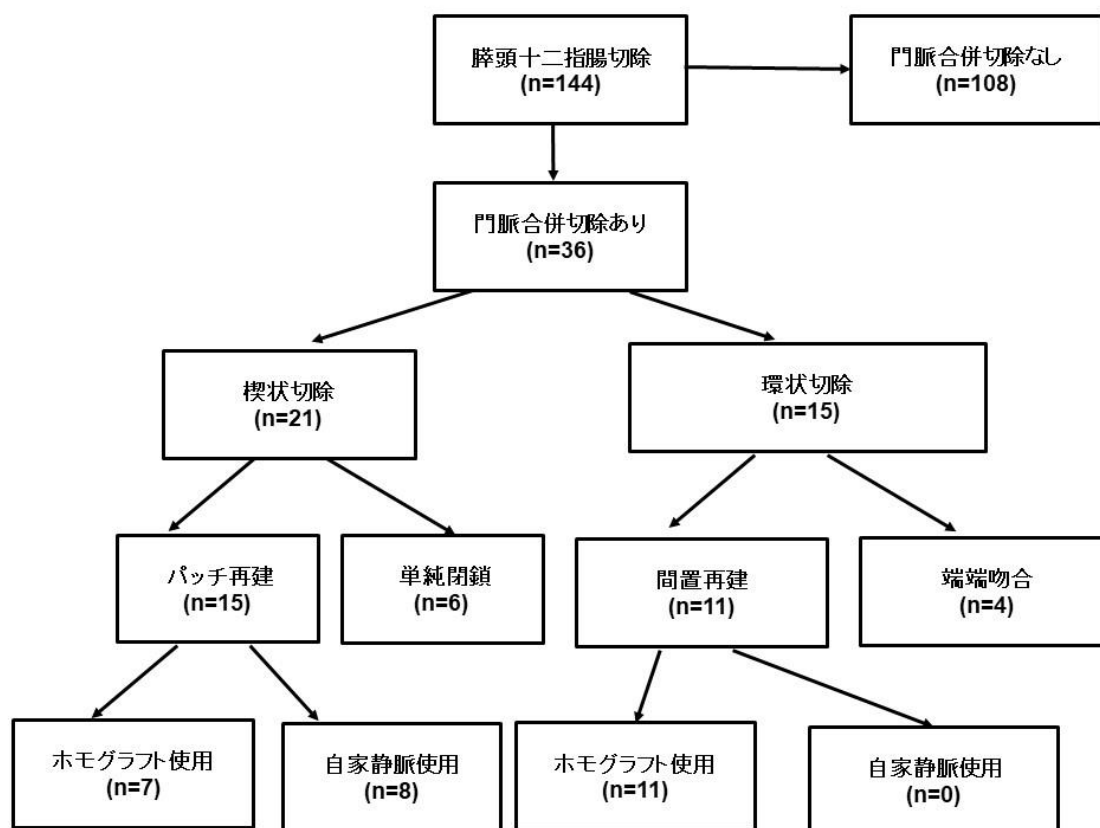 膵頭十二指腸切除
(n=144)
門脈合併切除なし
(n=108)
門脈合併切除あり
(n=36)
楔状切除
(n=21)
環状切除
(n=15)
パッチ再建
(n=15)
単純閉鎖
(n=6)
間置再建
(n=11)
端端吻合
(n=4)
ホモグラフト使用
(n=7)
自家静脈使用
(n=8)
ホモグラフト使用
(n=11)
自家静脈使用
(n=0)